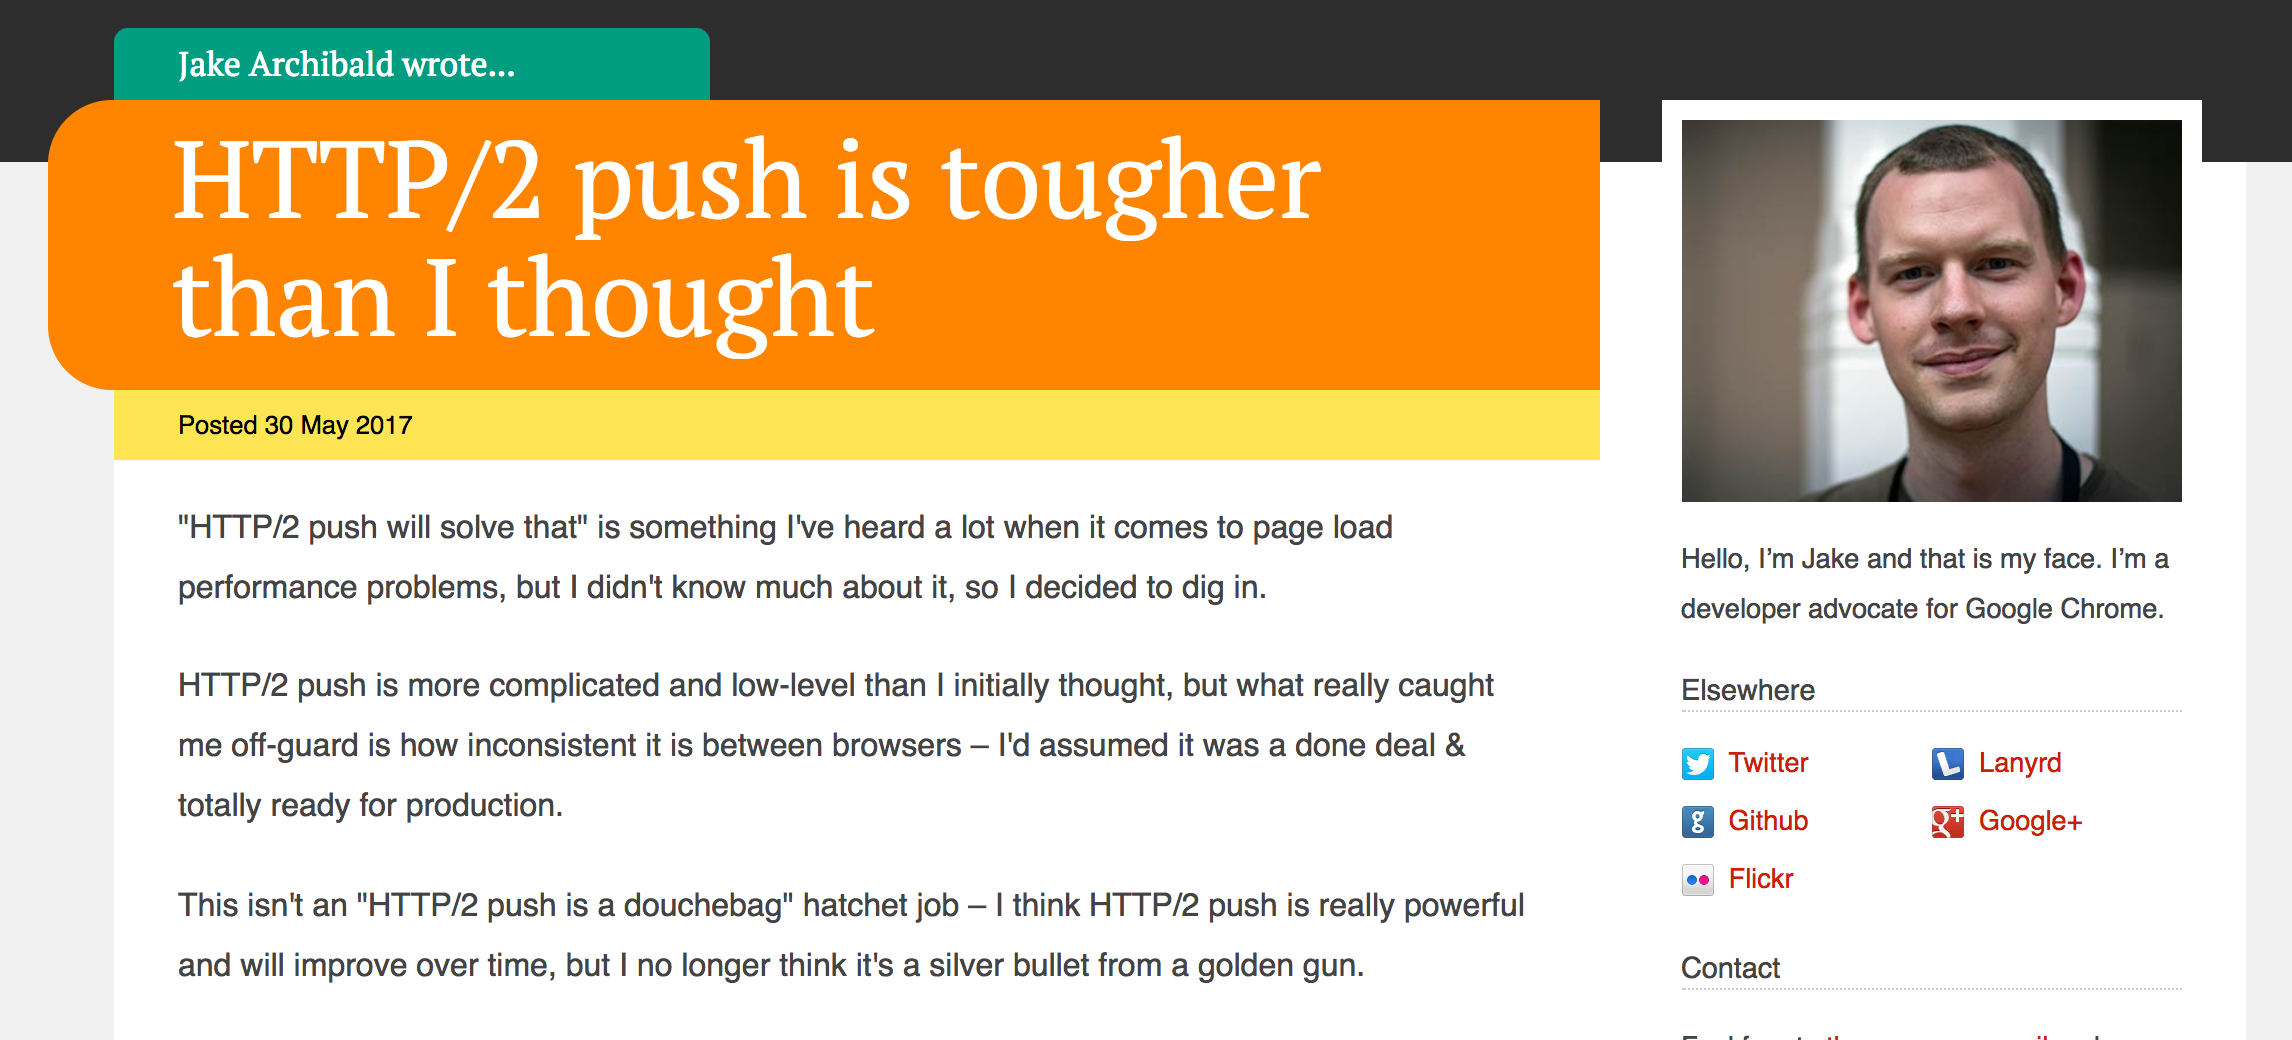 Jake Archibald wrote...
HTTP/2 push is tougher
than I thought
Posted 30 May 2017
"HTTP/2 push will solve that" is something I've heard a lot when it comes to page load
performance problems, but I didn't know much about it, so I decided to dig in.
HTTP/2 push is more complicated and low-level than I initially thought, but what really caught
me off-guard is how inconsistent it is between browsers – I'd assumed it was a done deal &
totally ready for production.
This isn't an "HTTP/2 push is a douchebag" hatchet job – I think HTTP/2 push is really powerful
and will improve over time, but I no longer think it's a silver bullet from a golden gun.
Hello, I’m Jake and that is my face. I’m a
developer advocate for Google Chrome.
Elsewhere
Twitter
Lanyrd
Github
Google+
Flickr
Contact